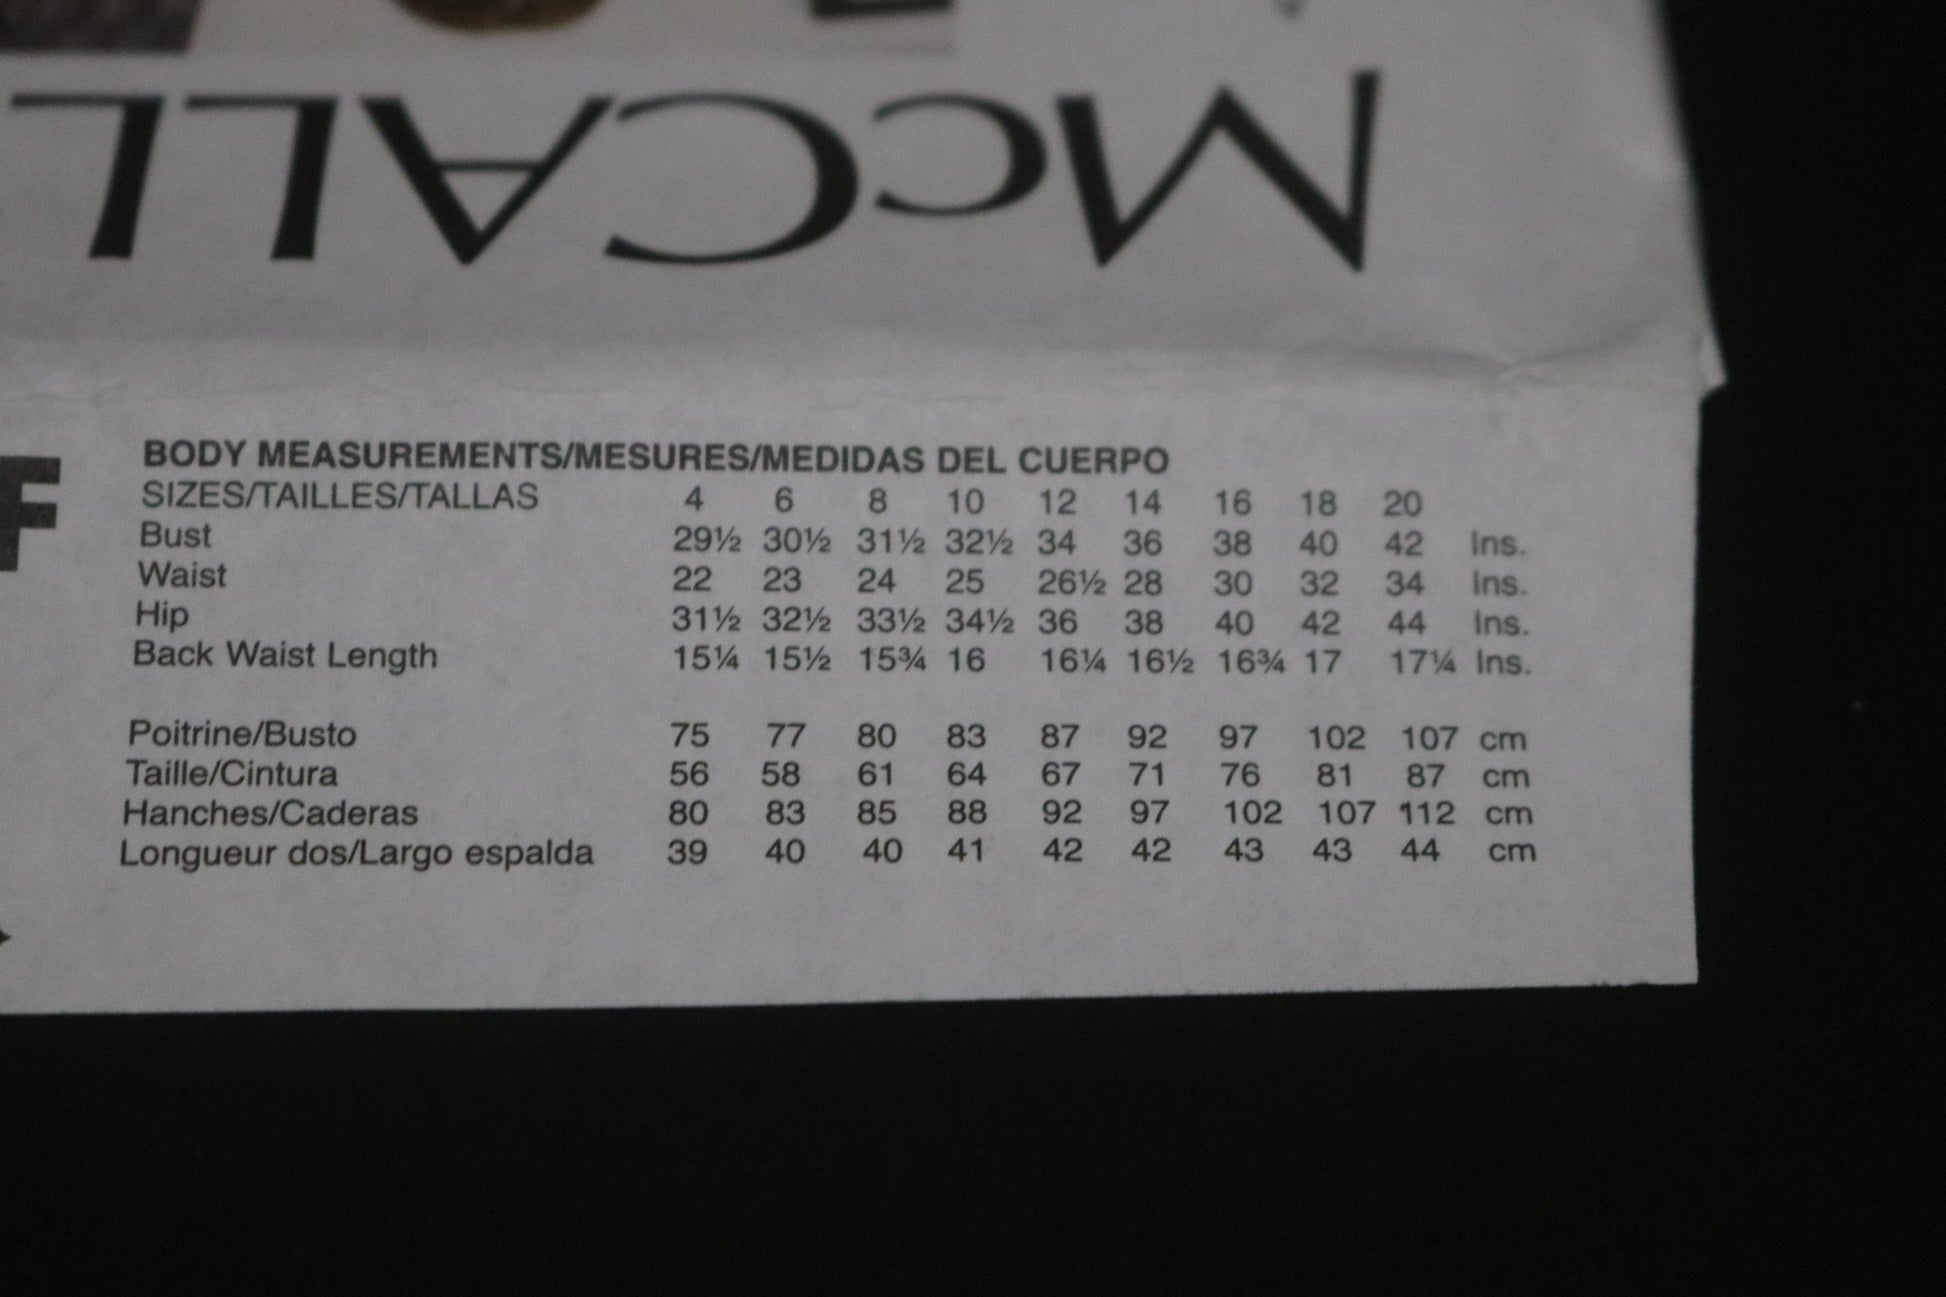 McCALL
BODY MEASUREMENTS/MESURES/MEDIDAS DEL CUERPO
SIZES/TAILLES/TALLAS 4 6 8 10 12 14 16 18 20
Bust 29½ 30½ 31½ 32½ 34 36 38 40 42 Ins.
Waist 22 23 24 25 26½ 28 30 32 34 Ins.
Hip 31½ 32½ 33½ 34½ 36 38 40 42 44 Ins.
Back Waist Length 15¼ 15½ 15¾ 16 16¼ 16½ 16¾ 17 17¼ Ins.
Poitrine/Busto 75 77 80 83 87 92 97 102 107 cm
Taille/Cintura 56 58 61 64 67 71 76 81 87 cm
Hanches/Caderas 80 83 85 88 92 97 102 107 112 cm
Longueur dos/Largo espalda 39 40 40 41 42 42 43 43 44 cm